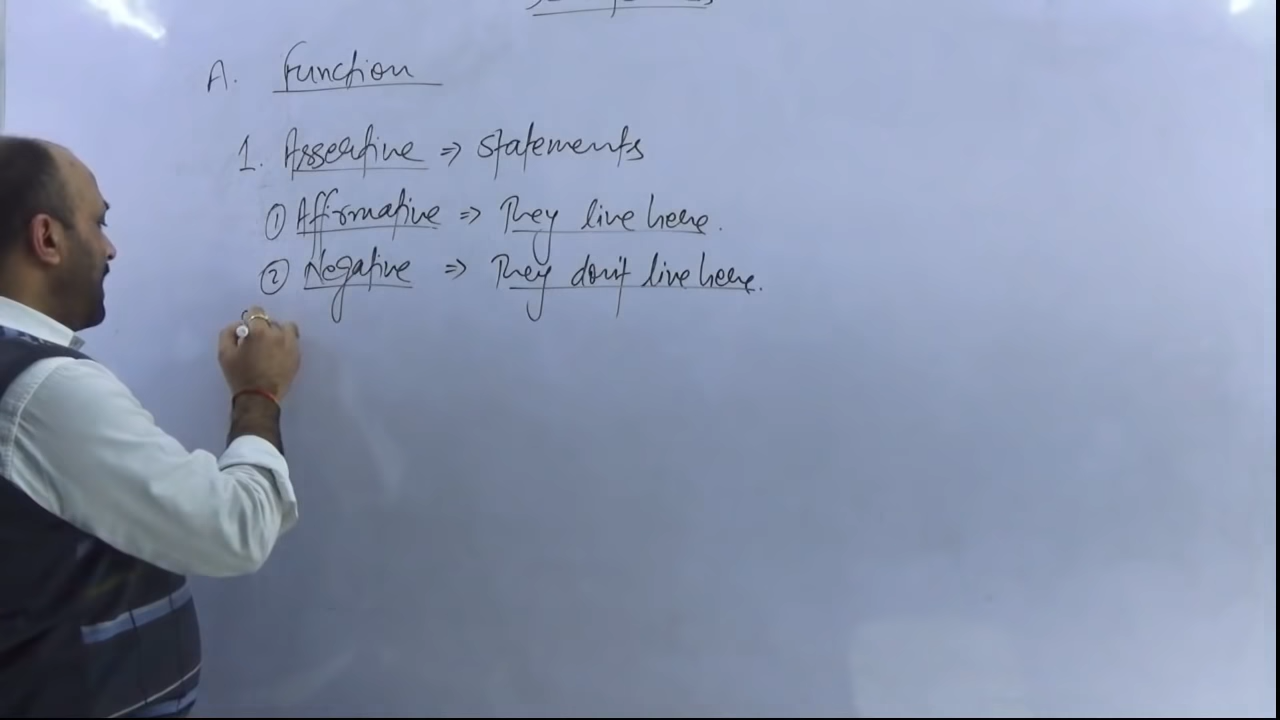 A. Function
1. Assertive => statements
① Affirmative => They live here.
② Negative => They don't live here.